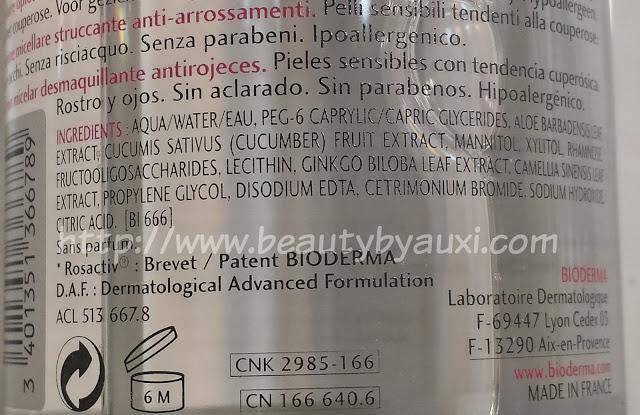 couperose. Voor
Hypoallergen.
micellare struccante anti-arrossamenti. Pelli sensibili tendenti alla couperose.
occhi. Senza risciacquo. Senza parabeni. Ipoallergenico.
micelar desmaquillante antirojeces. Pieles sensibles con tendencia cuperósica.
Rostro y ojos. Sin aclarado. Sin parabenos. Hipoalergénico.
INGREDIENTS : AQUA/WATER/EAU, PEG-6 CAPRYLIC/CAPRIC GLYCERIDES, ALOE BARBADENSIS LEAF
EXTRACT, CUCUMIS SATIVUS (CUCUMBER) FRUIT EXTRACT, MANNITOL, XYLITOL, RHAMNOSE,
FRUCTOOLIGOSACCHARIDES, LECITHIN, GINKGO BILOBA LEAF EXTRACT, CAMELLIA SINENSIS LEAF
EXTRACT, PROPYLENE GLYCOL, DISODIUM EDTA, CETRIMONIUM BROMIDE, SODIUM HYDROXIDE,
CITRIC ACID. [BI 666]
http://www.beautybyauxi.com
Sans parfum.
*Rosactiv® : Brevet / Patent BIODERMA
D.A.F. : Dermatological Advanced Formulation
ACL 513 667.8
3 401351 366789
6 M
CNK 2985-166
CN 166 640.6
BIODERMA
Laboratoire Dermatologique
F-69447 Lyon Cedex 03
F-13290 Aix-en-Provence
www.bioderma.com
MADE IN FRANCE